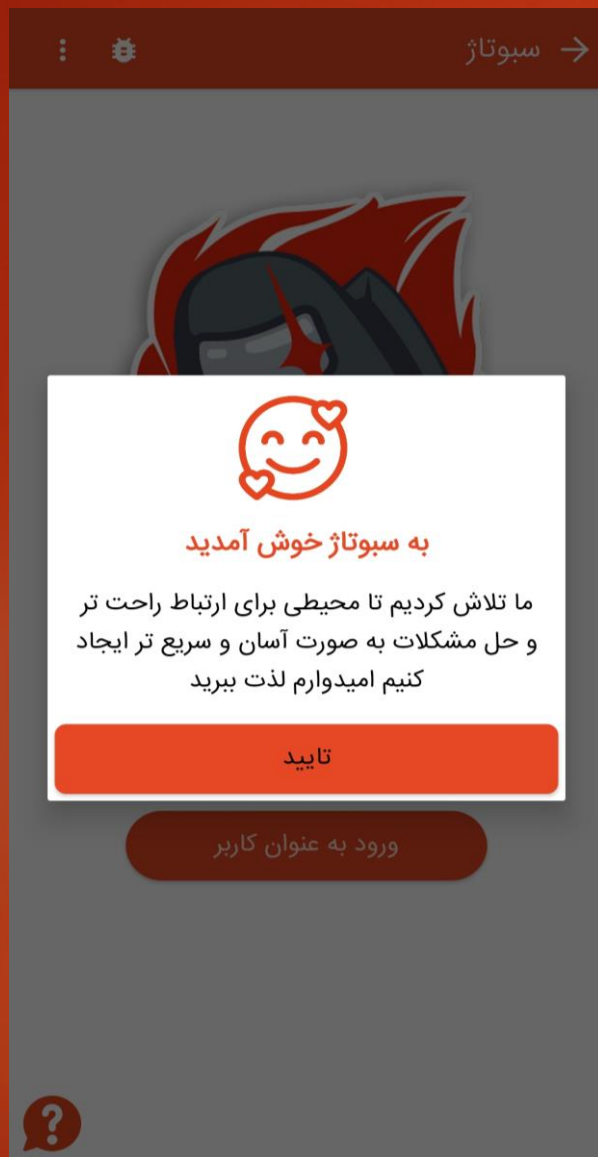 سبوتاژ
به سبوتاژ خوش آمدید
ما تلاش کردیم تا محیطی برای ارتباط راحت تر
و حل مشکلات به صورت آسان و سریع تر ایجاد
کنیم امیدوارم لذت ببرید
تایید
ورود به عنوان کاربر
?